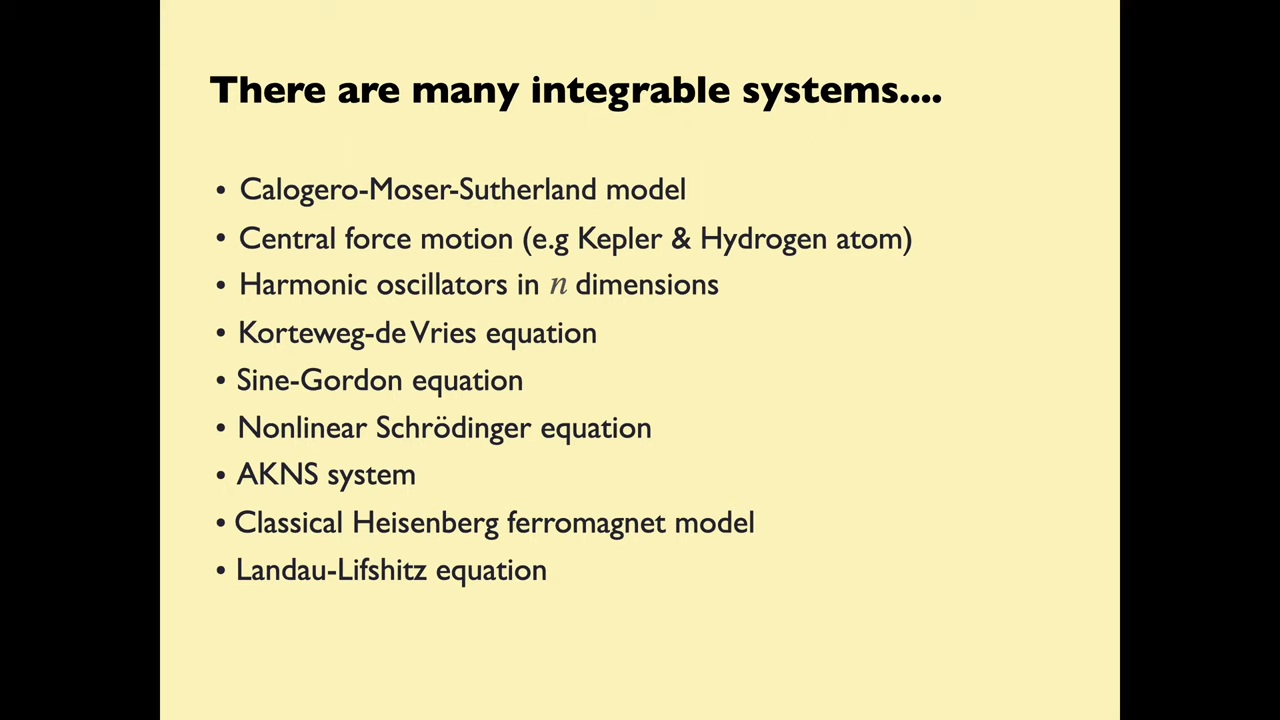 There are many integrable systems....
• Calogero-Moser-Sutherland model
• Central force motion (e.g Kepler & Hydrogen atom)
• Harmonic oscillators in n dimensions
• Korteweg-de Vries equation
• Sine-Gordon equation
• Nonlinear Schrödinger equation
• AKNS system
• Classical Heisenberg ferromagnet model
• Landau-Lifshitz equation